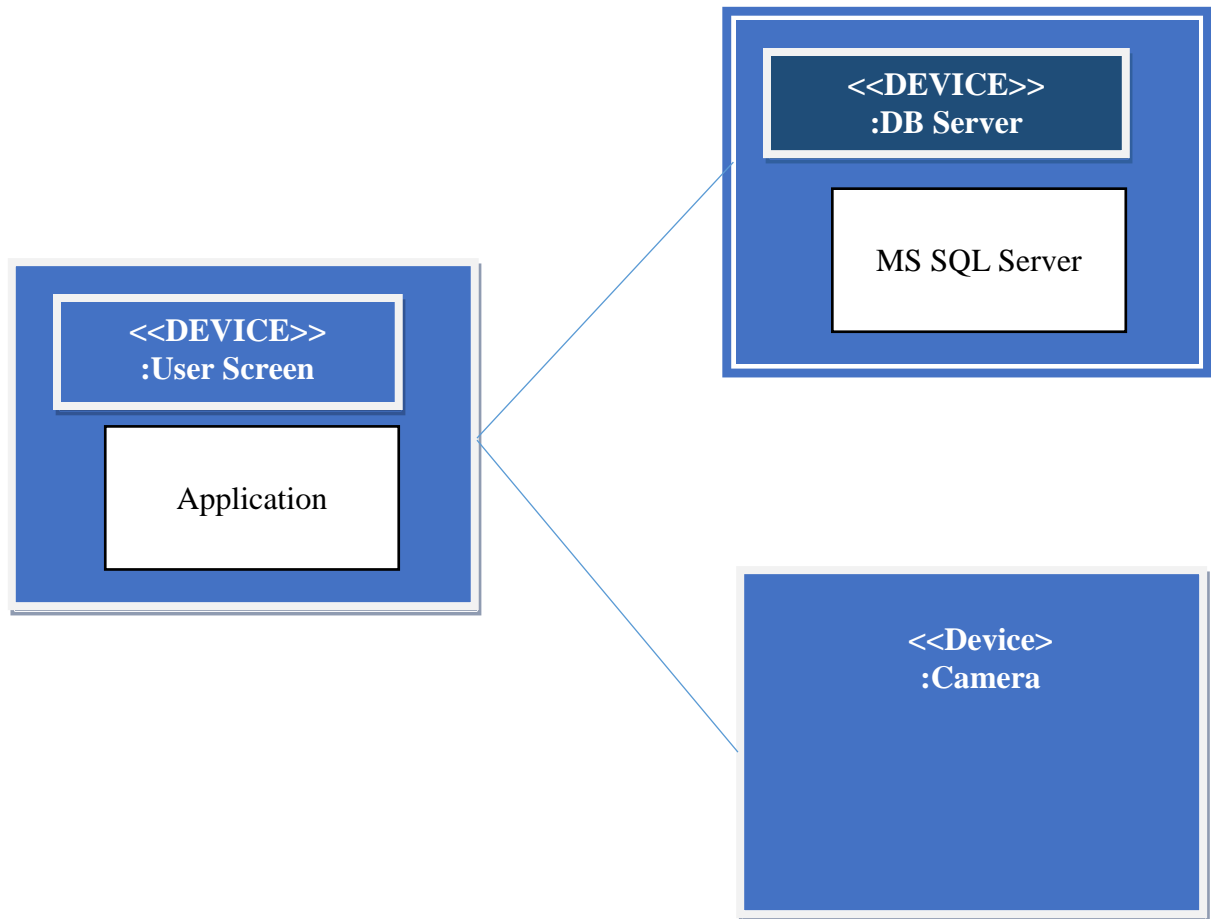 <<DEVICE>>
:DB Server
MS SQL Server
<<DEVICE>>
:User Screen
Application
<<Device>
:Camera